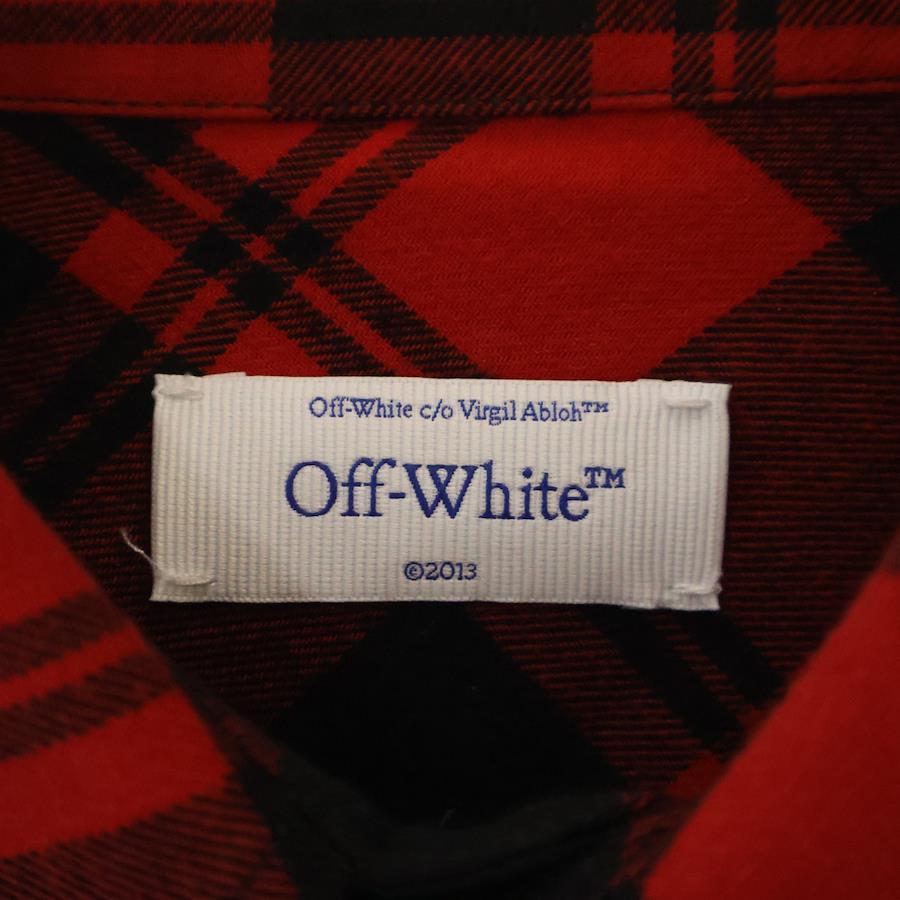 Off-White c/o Virgil Abloh™
Off-White™
©2013